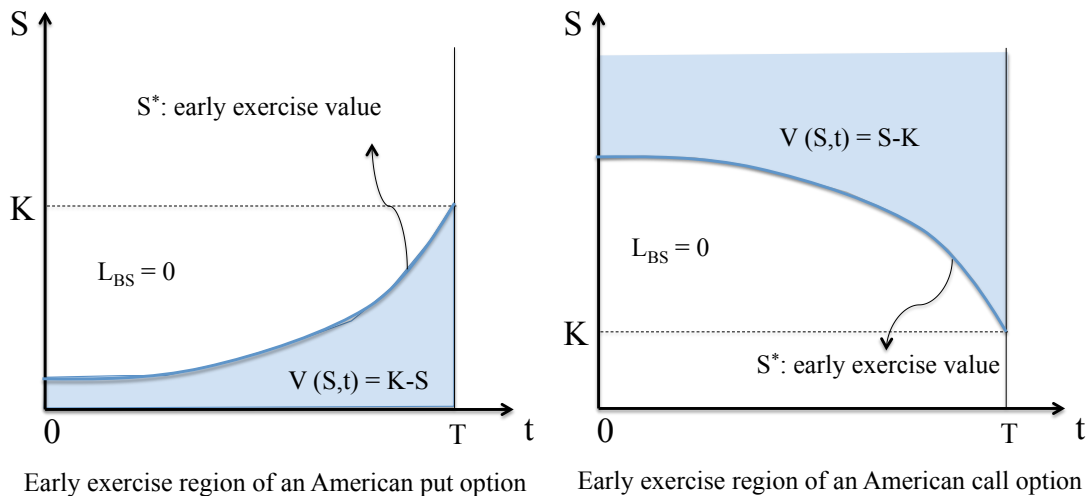 S
S*: early exercise value
K
L_BS = 0
V (S,t) = K-S
0
T
t
Early exercise region of an American put option
S
V (S,t) = S-K
L_BS = 0
K
S*: early exercise value
0
T
t
Early exercise region of an American call option